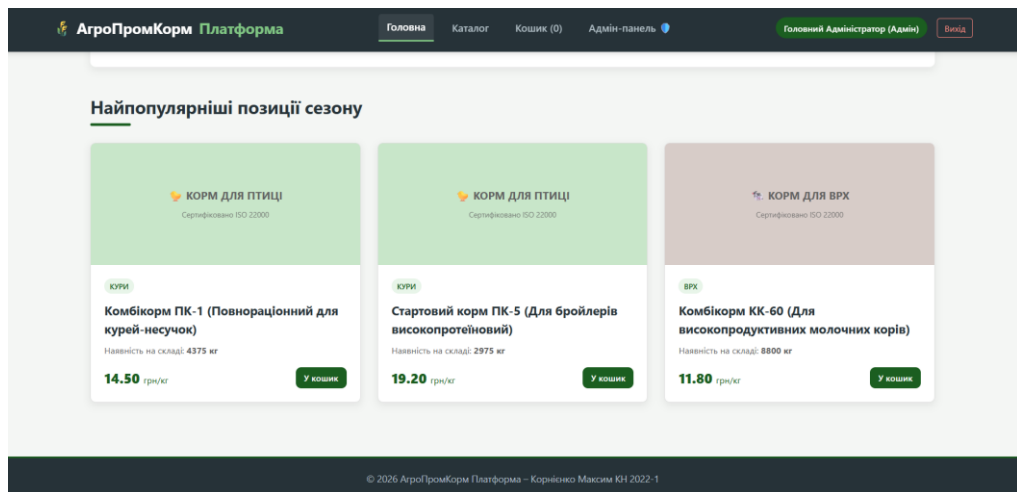 АгроПромКорм Платформа
Головна
Каталог
Кошик (0)
Адмін-панель
Головний Адміністратор (Адмін)
Вихід
Найпопулярніші позиції сезону
КОРМ ДЛЯ ПТИЦІ
Сертифіковано ISO 22000
КУРИ
Комбікорм ПК-1 (Повнораціонний для
курей-несучок)
Наявність на складі: 4375 кг
14.50 грн/кг
У кошик
КОРМ ДЛЯ ПТИЦІ
Сертифіковано ISO 22000
КУРИ
Стартовий корм ПК-5 (Для бройлерів
високопротеїновий)
Наявність на складі: 2975 кг
19.20 грн/кг
У кошик
КОРМ ДЛЯ ВРХ
Сертифіковано ISO 22000
ВРХ
Комбікорм КК-60 (Для
високопродуктивних молочних корів)
Наявність на складі: 8800 кг
11.80 грн/кг
У кошик
© 2026 АгроПромКорм Платформа – Корнієнко Максим КН 2022-1